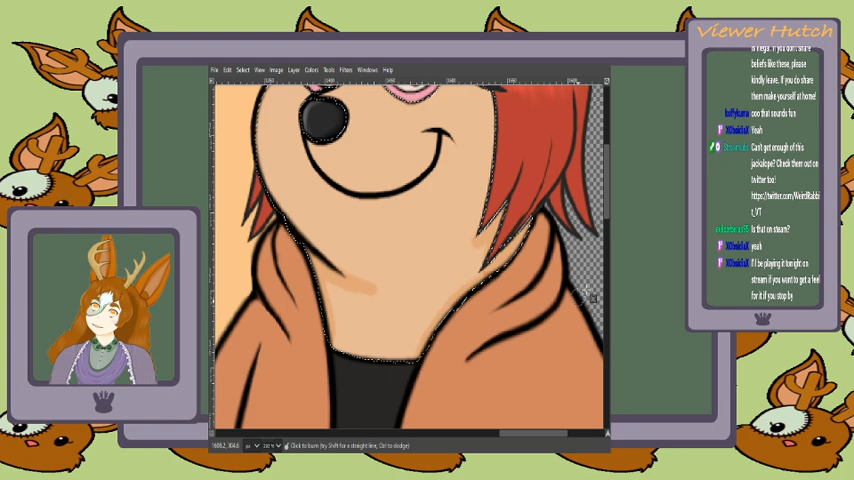 Viewer Hutch
is illegal. If you don't share
beliefs like these, please
kindly leave. If you do share
them make yourself at home!
ooo that sounds fun
Yeah
Can't get enough of this
jackalope? Check them out on
twitter too!
https://twitter.com/WeirdRabbi
t_VT
Is that on steam?
yeah
I'll be playing it tonight on
stream if you want to get a feel
for it if you stop by
File Edit Select View Image Layer Colors Tools Filters Windows Help
px
Click to burn (try Shift for a straight line, Ctrl to dodge)